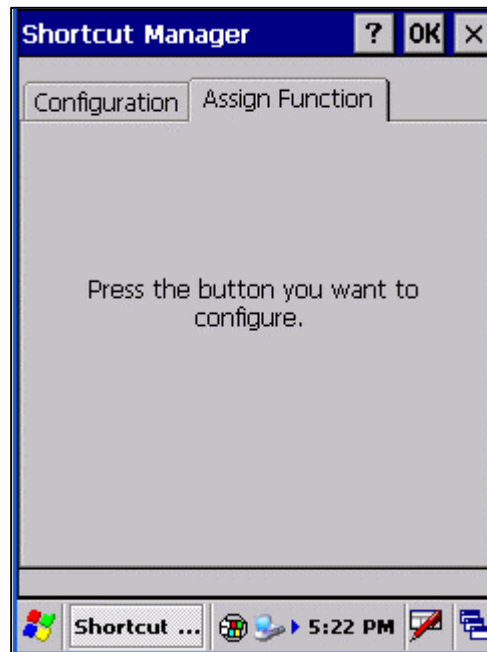 Shortcut Manager ? OK ×
Configuration Assign Function
Press the button you want to
configure.
Shortcut ... 5:22 PM